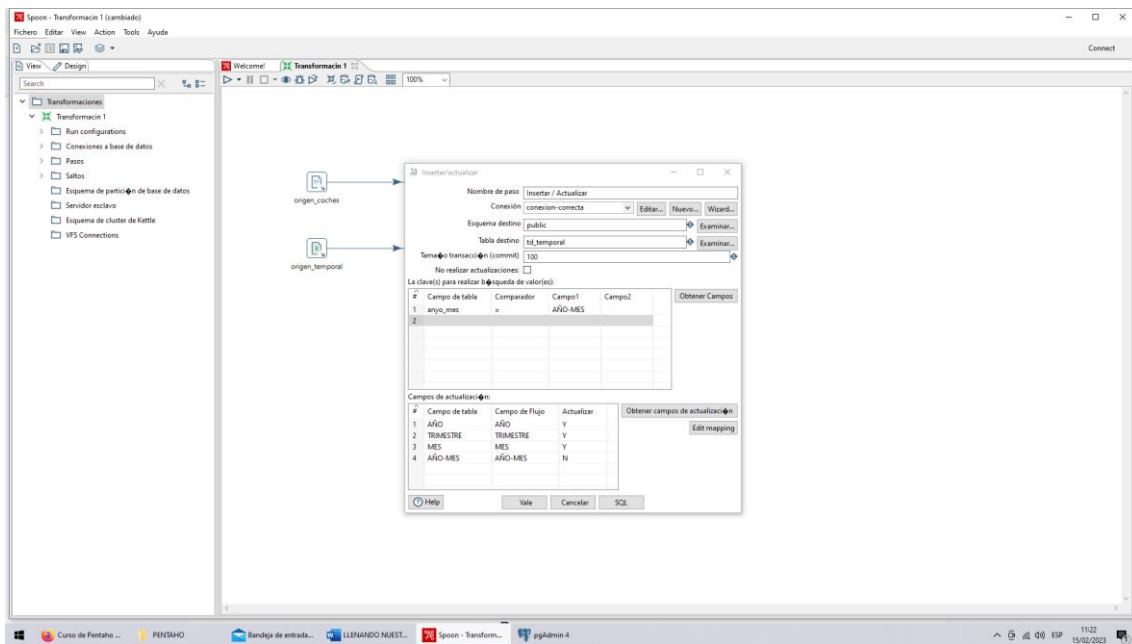 Spoon - Transformacin 1 (cambiado)
Fichero Editar View Action Tools Ayuda
Connect
View Design
Welcome! Transformacin 1
Search
100%
Transformaciones
Transformacin 1
Run configurations
Conexiones a base de datos
Pasos
Saltos
Esquema de partici�n de base de datos
Servidor esclavo
Esquema de cluster de Kettle
VFS Connections
origen_coches
origen_temporal
Insertar/actualizar
Nombre de paso Insertar / Actualizar
Conexión conexion-correcta Editar... Nuevo... Wizard...
Esquema destino public Examinar...
Tabla destino td_temporal Examinar...
Tama�o transacci�n (commit) 100
No realizar actualizaciones:
La clave(s) para realizar b�squeda de valor(es):
# Campo de table Comparador Campo1 Campo2 Obtener Campos
1 anyo_mes = AÑO-MES
2
Campos de actualizaci�n:
# Campo de table Campo de Flujo Actualizar Obtener campos de actualizaci�n
1 AÑO AÑO Y Edit mapping
2 TRIMESTRE TRIMESTRE Y
3 MES MES Y
4 AÑO-MES AÑO-MES N
Help Vale Cancelar SQL
Curso de Pentaho ... PENTAHO Bandeja de entrada... LLENANDO NUEST... Spoon - Transform... pgAdmin 4 ESP 11:22
15/02/2023